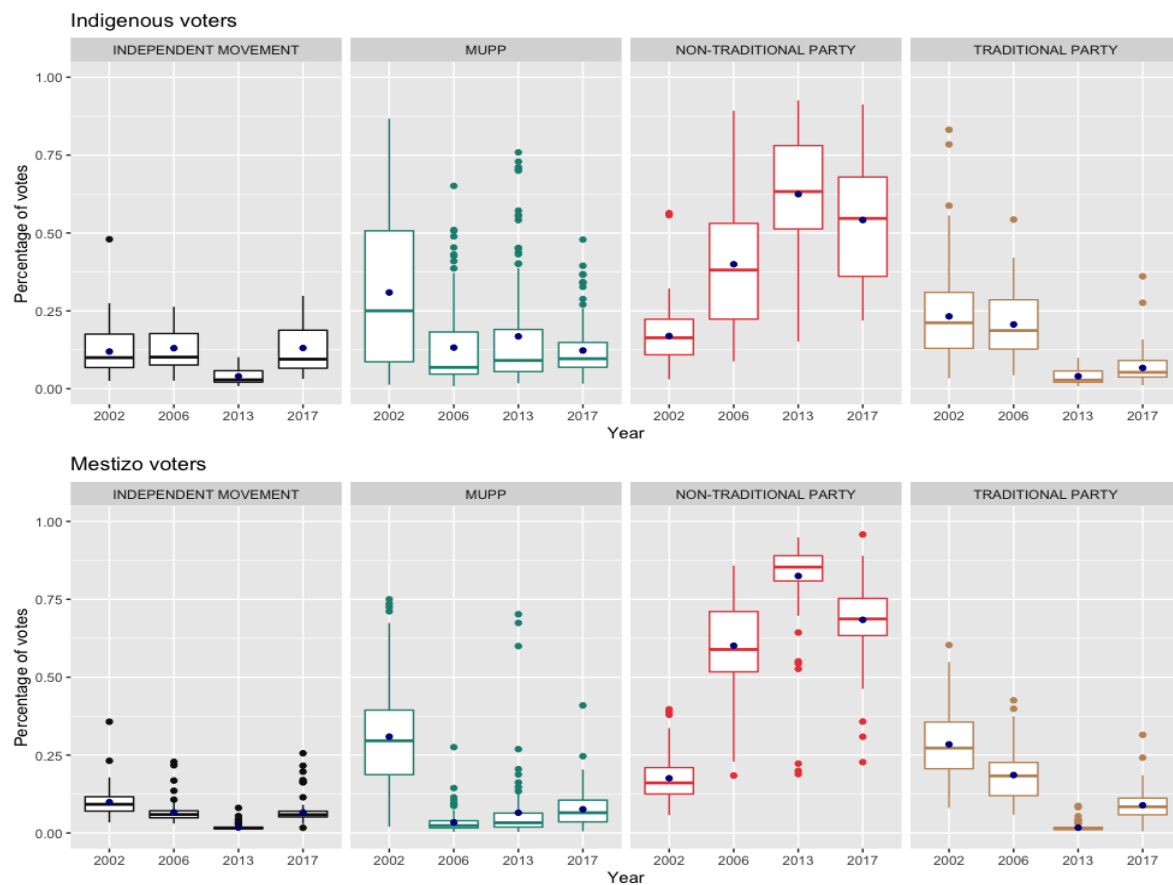 Indigenous voters
INDEPENDENT MOVEMENT MUPP NON-TRADITIONAL PARTY TRADITIONAL PARTY
Percentage of votes
1.00
0.75
0.50
0.25
0.00
2002 2006 2013 2017 2002 2006 2013 2017 2002 2006 2013 2017 2002 2006 2013 2017
Year
Mestizo voters
INDEPENDENT MOVEMENT MUPP NON-TRADITIONAL PARTY TRADITIONAL PARTY
Percentage of votes
1.00
0.75
0.50
0.25
0.00
2002 2006 2013 2017 2002 2006 2013 2017 2002 2006 2013 2017 2002 2006 2013 2017
Year